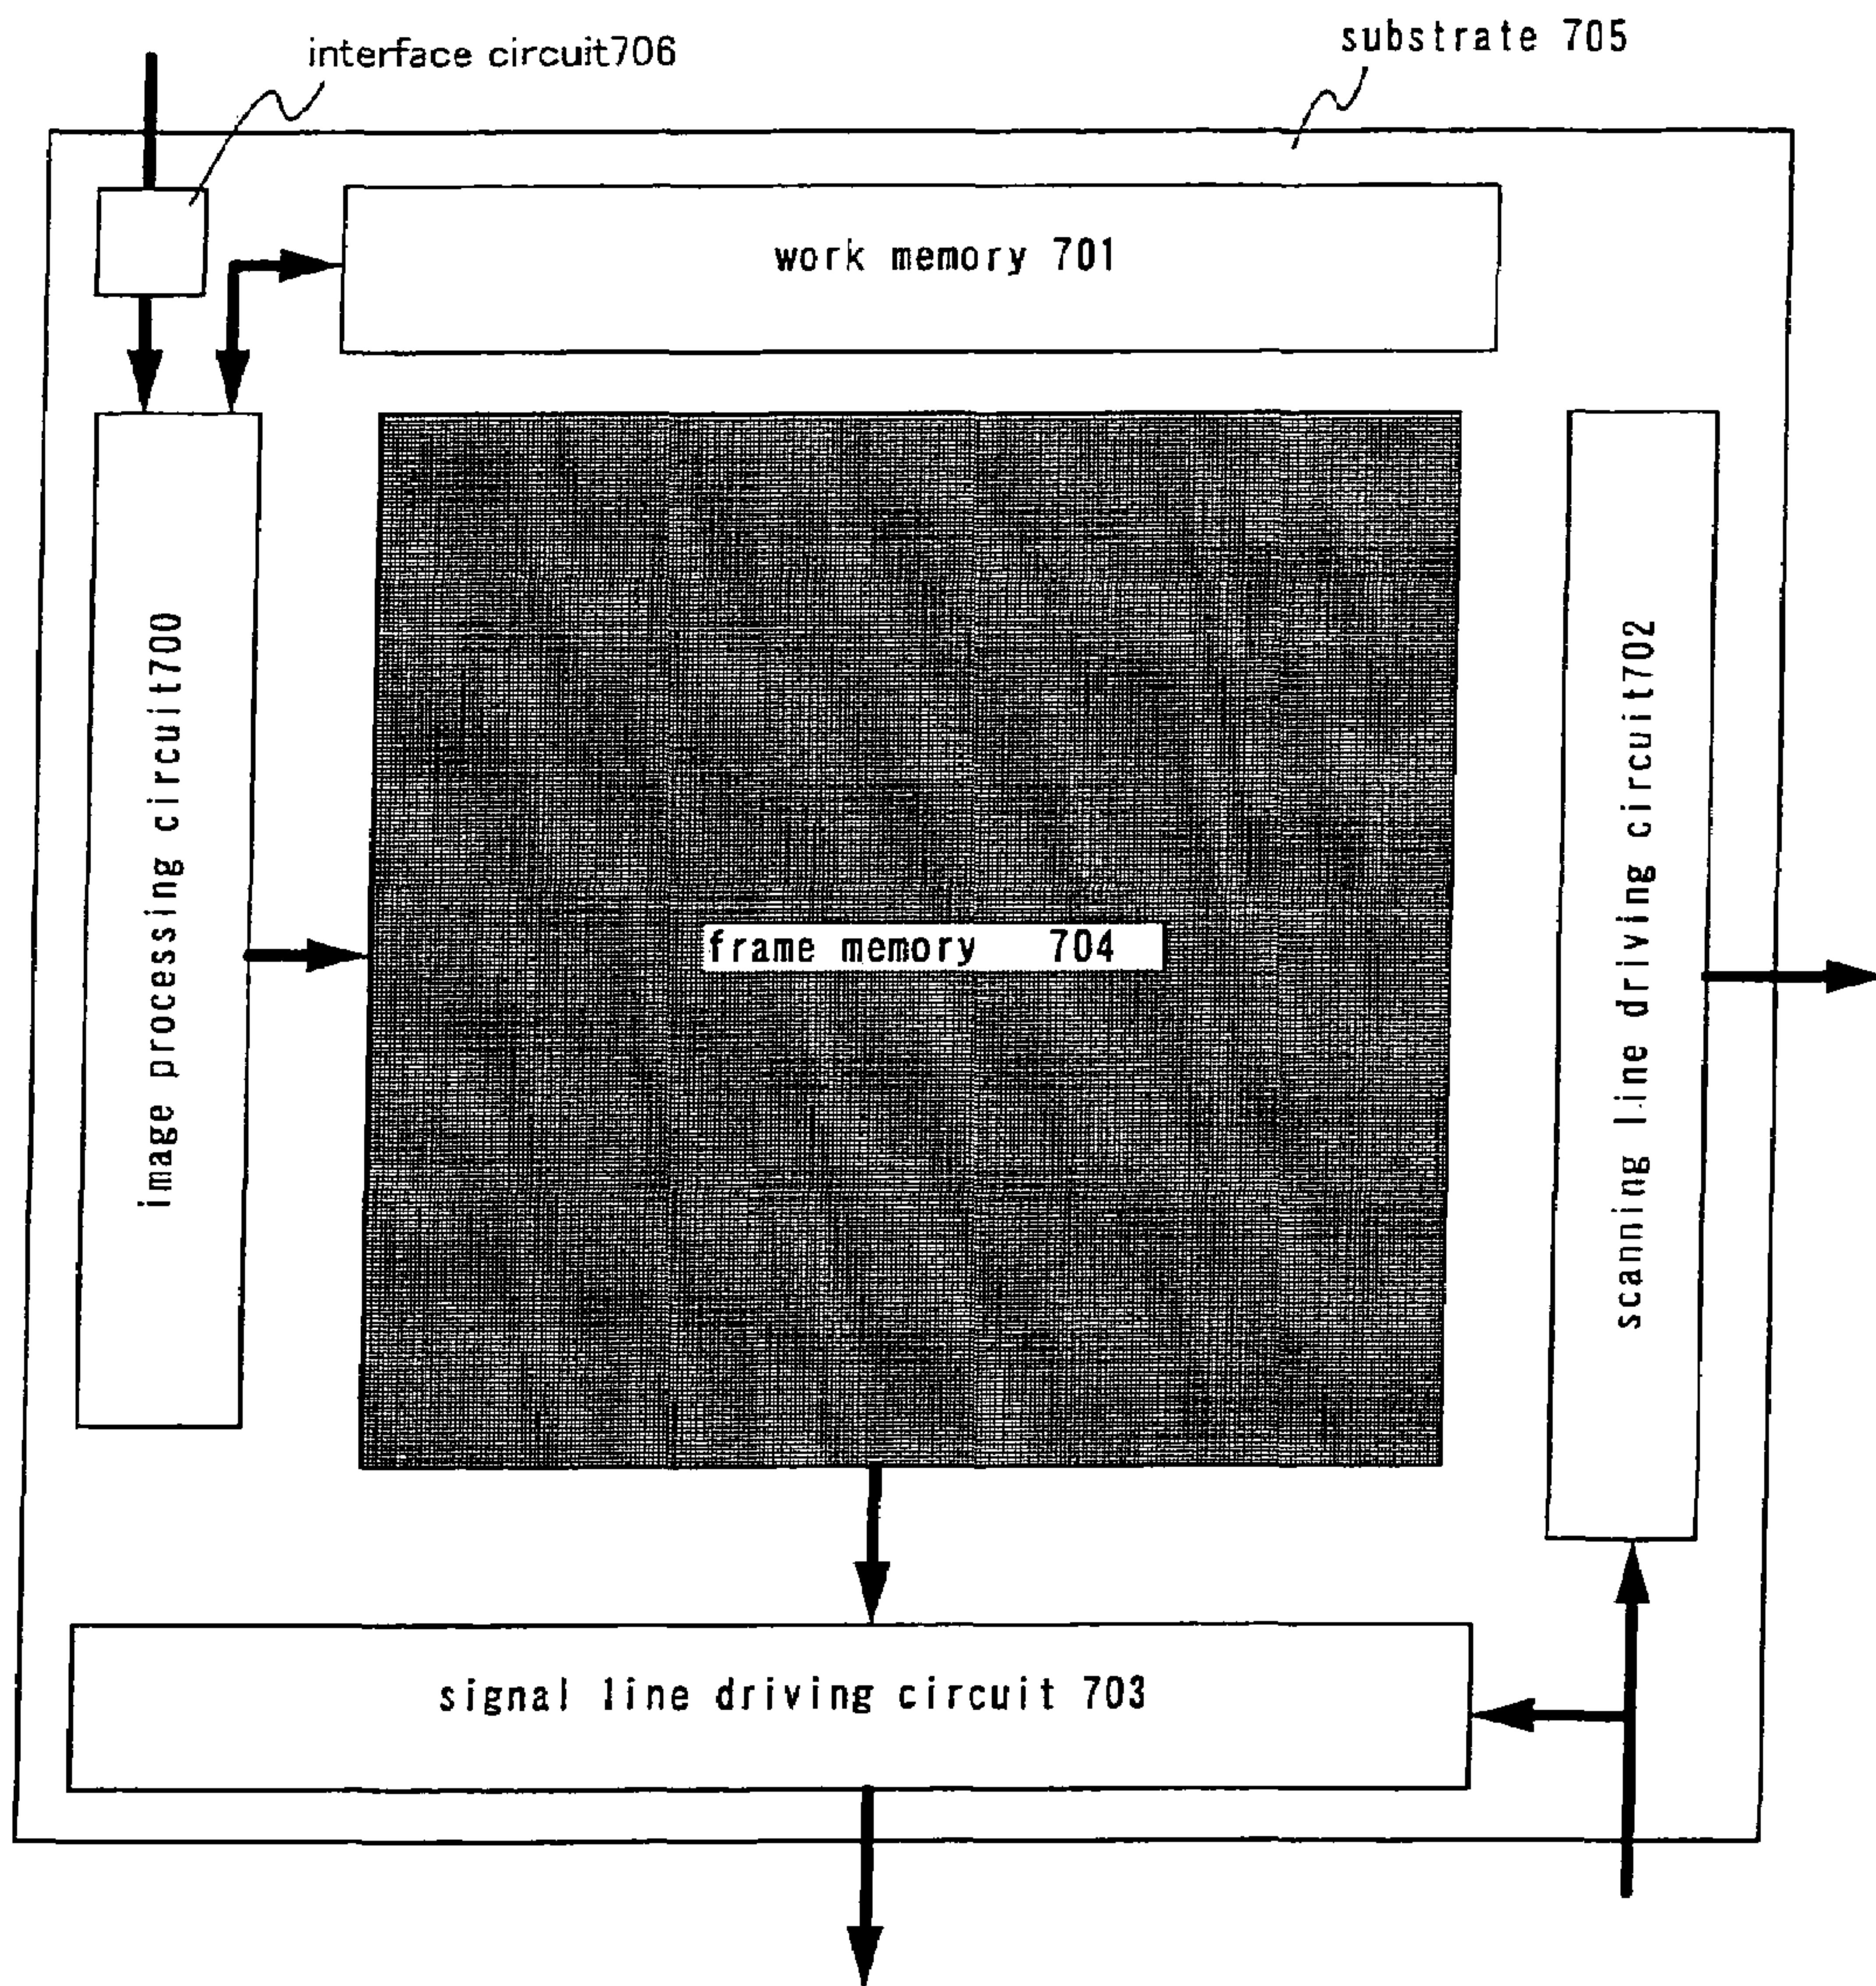 interface circuit706
substrate 705
work memory 701
image processing circuit700
frame memory 704
scanning line driving circuit702
signal line driving circuit 703